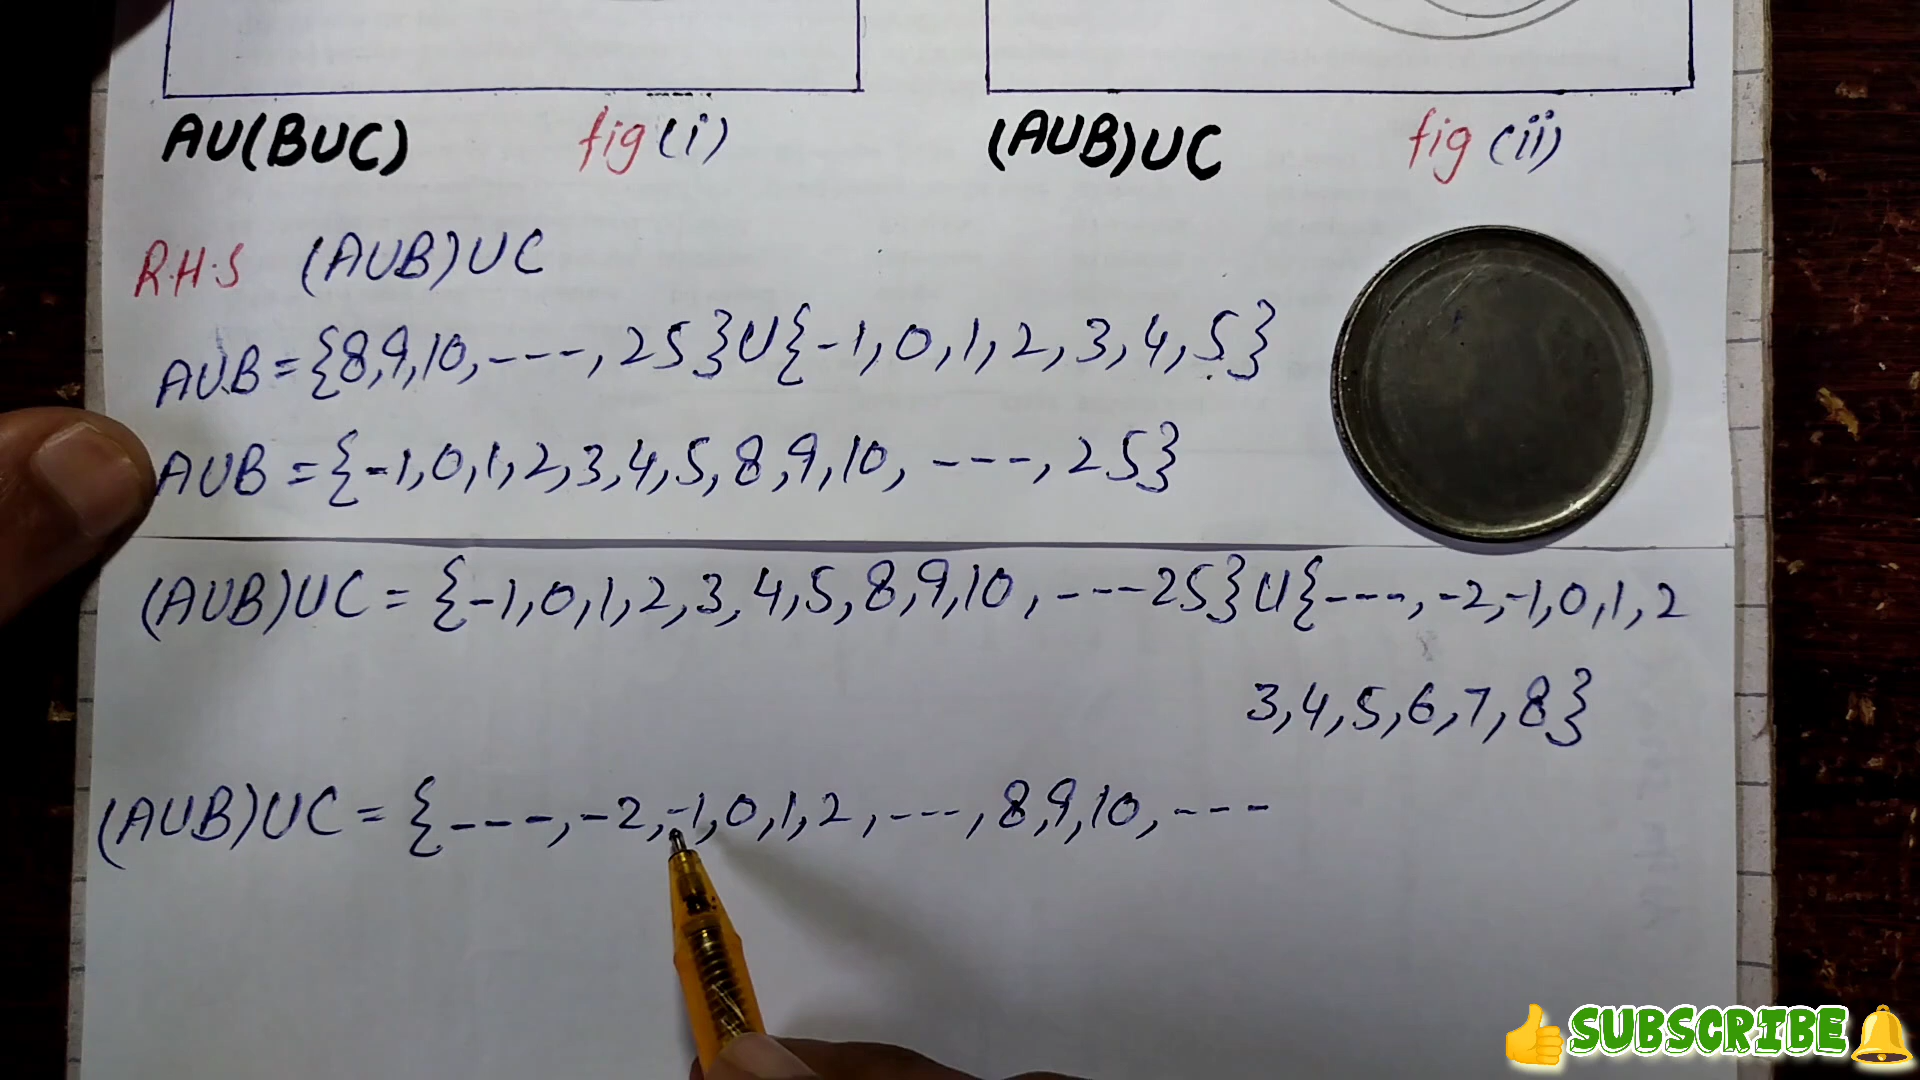 AU(BUC) fig (i) (AUB)UC fig (ii)
R.H.S (AUB)UC
AUB = {8,9,10, ----, 25}U{-1, 0, 1, 2, 3, 4, 5}
AUB = {-1,0,1,2,3,4,5,8,9,10, ----, 25}
(AUB)UC = {-1,0,1,2,3,4,5,8,9,10, ----25}U{----, -2,-1,0,1,2
3,4,5,6,7,8}
(AUB)UC = {----, -2,-1,0,1,2, ----, 8,9,10, ---
SUBSCRIBE